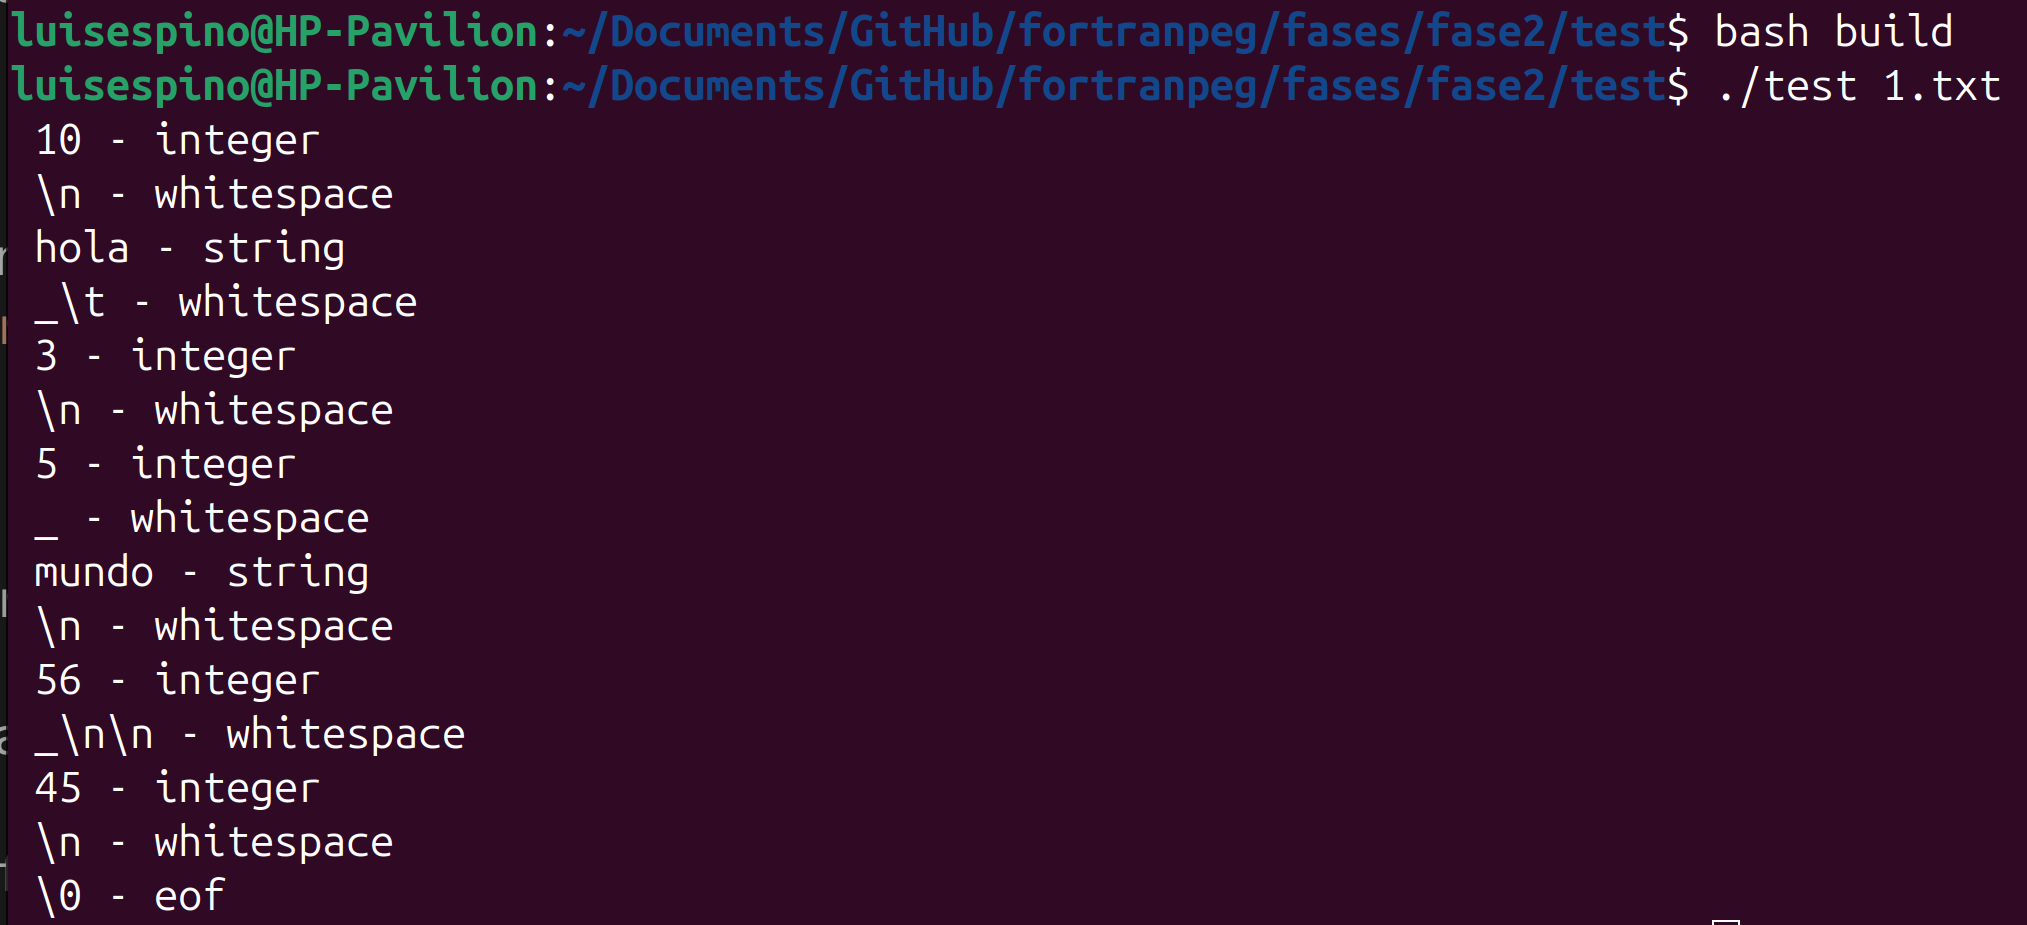 luisespino@HP-Pavilion:~/Documents/GitHub/fortranpeg/fases/fase2/test$ bash build
luisespino@HP-Pavilion:~/Documents/GitHub/fortranpeg/fases/fase2/test$ ./test 1.txt
10 - integer
\n - whitespace
hola - string
_\t - whitespace
3 - integer
\n - whitespace
5 - integer
_ - whitespace
mundo - string
\n - whitespace
56 - integer
_\n\n - whitespace
45 - integer
\n - whitespace
\0 - eof